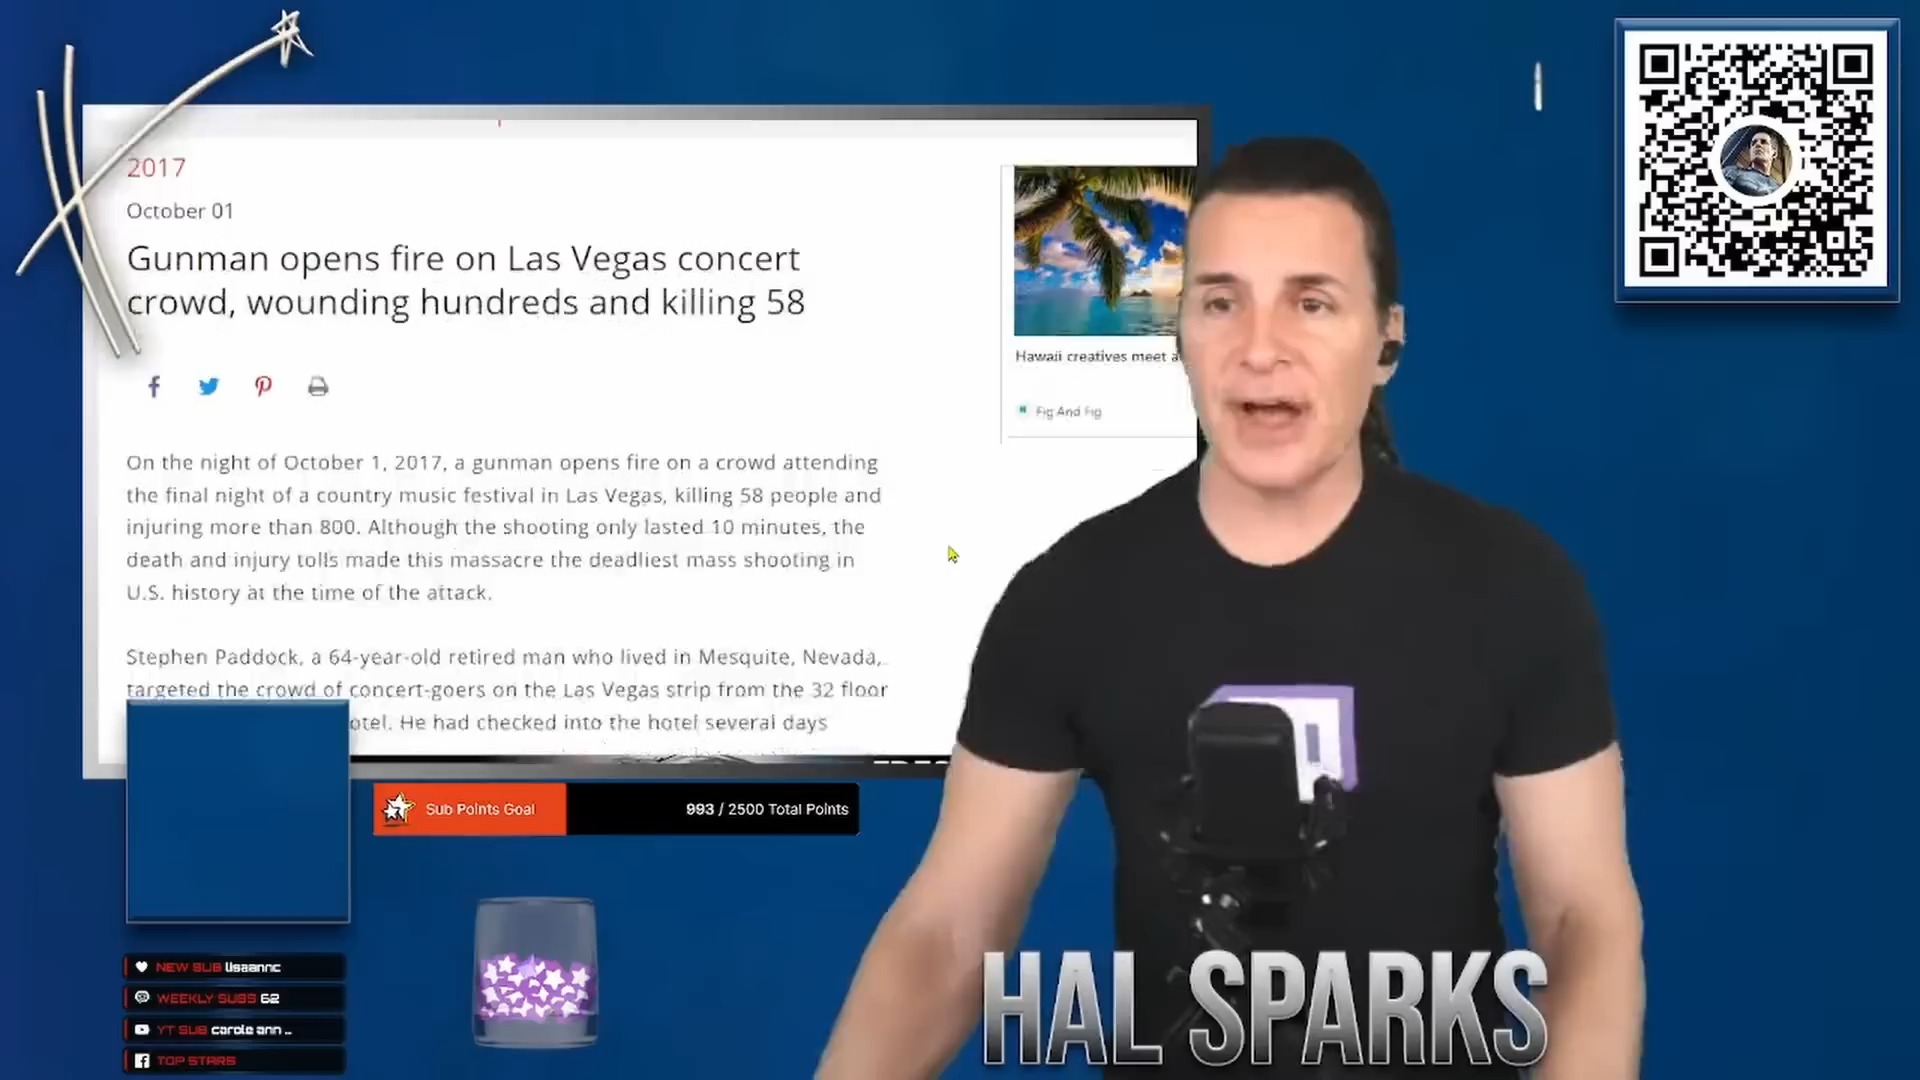 2017
October 01
Gunman opens fire on Las Vegas concert
crowd, wounding hundreds and killing 58
On the night of October 1, 2017, a gunman opens fire on a crowd attending
the final night of a country music festival in Las Vegas, killing 58 people and
injuring more than 800. Although the shooting only lasted 10 minutes, the
death and injury tolls made this massacre the deadliest mass shooting in
U.S. history at the time of the attack.
Stephen Paddock, a 64-year-old retired man who lived in Mesquite, Nevada,
targeted the crowd of concert-goers on the Las Vegas strip from the 32 floor
otel. He had checked into the hotel several days
Hawaii creatives meet
Fig And Fig
Sub Points Goal
993 / 2500 Total Points
NEW SUB lisaannc
WEEKLY SUBS 62
YT SUB carole ann ..
TOP STARS
HAL SPARKS